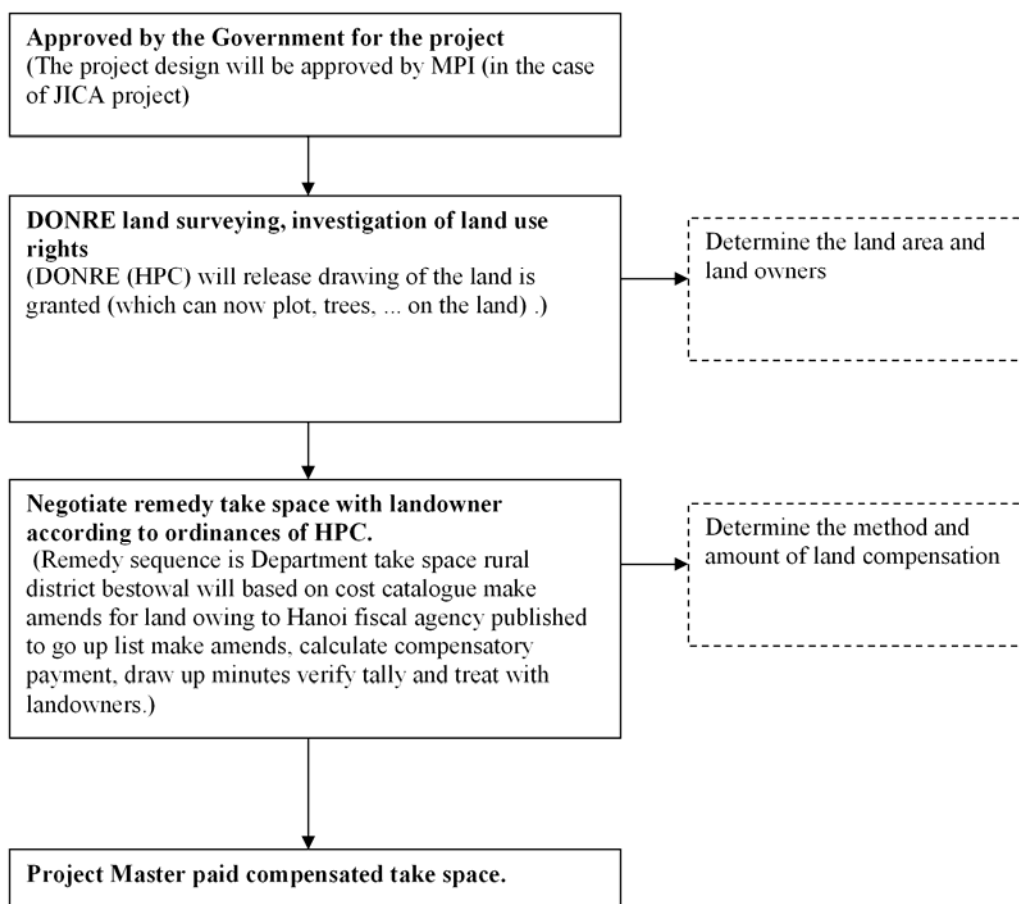 Approved by the Government for the project
(The project design will be approved by MPI (in the case
of JICA project)
DONRE land surveying, investigation of land use
rights
(DONRE (HPC) will release drawing of the land is
granted (which can now plot, trees, ... on the land) .)
Determine the land area and
land owners
Negotiate remedy take space with landowner
according to ordinances of HPC.
(Remedy sequence is Department take space rural
district bestowal will based on cost catalogue make
amends for land owing to Hanoi fiscal agency published
to go up list make amends, calculate compensatory
payment, draw up minutes verify tally and treat with
landowners.)
Determine the method and
amount of land compensation
Project Master paid compensated take space.